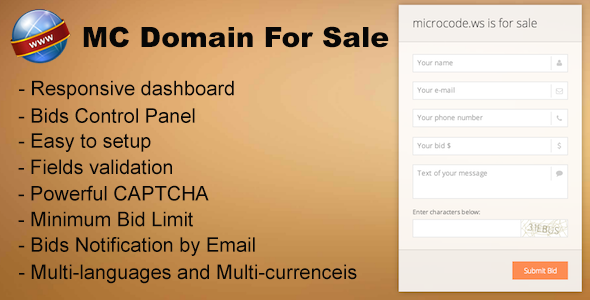 WWW
MC Domain For Sale
- Responsive dashboard
- Bids Control Panel
- Easy to setup
- Fields validation
- Powerful CAPTCHA
- Minimum Bid Limit
- Bids Notification by Email
- Multi-languages and Multi-currenceis
microcode.ws is for sale
Your name
Your e-mail
Your phone number
Your bid $
$
Text of your message
Enter characters below:
Submit Bid